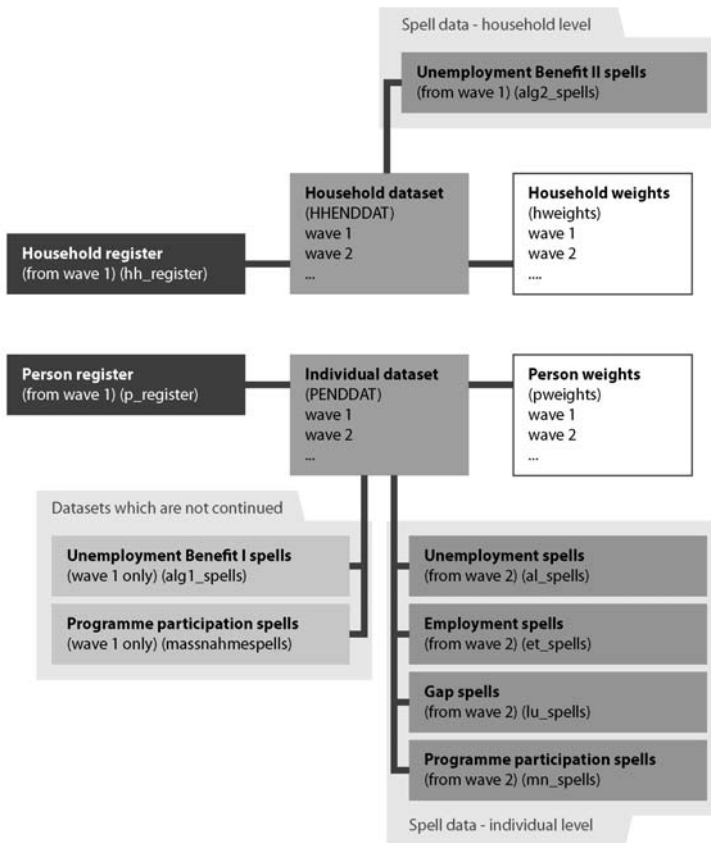 Spell data - household level
Unemployment Benefit II spells
(from wave 1) (alg2_spells)
Household dataset
(HHENDDAT)
wave 1
wave 2
...
Household weights
(hweights)
wave 1
wave 2
....
Household register
(from wave 1) (hh_register)
Person register
(from wave 1) (p_register)
Individual dataset
(PENDDAT)
wave 1
wave 2
...
Person weights
(pweights)
wave 1
wave 2
...
Datasets which are not continued
Unemployment Benefit I spells
(wave 1 only) (alg1_spells)
Programme participation spells
(wave 1 only) (massnahmespells)
Unemployment spells
(from wave 2) (al_spells)
Employment spells
(from wave 2) (et_spells)
Gap spells
(from wave 2) (lu_spells)
Programme participation spells
(from wave 2) (mn_spells)
Spell data - individual level